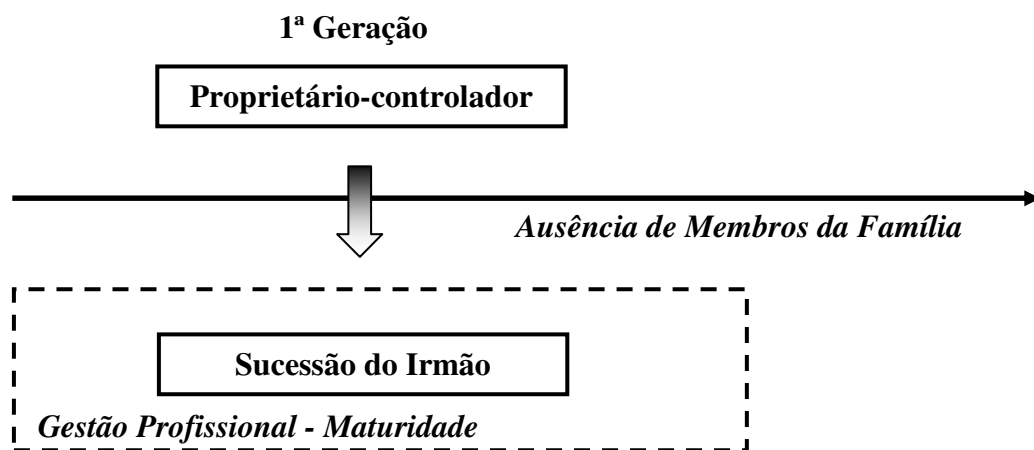 1ª Geração
Proprietário-controlador
Ausência de Membros da Família
Sucessão do Irmão
Gestão Profissional - Maturidade